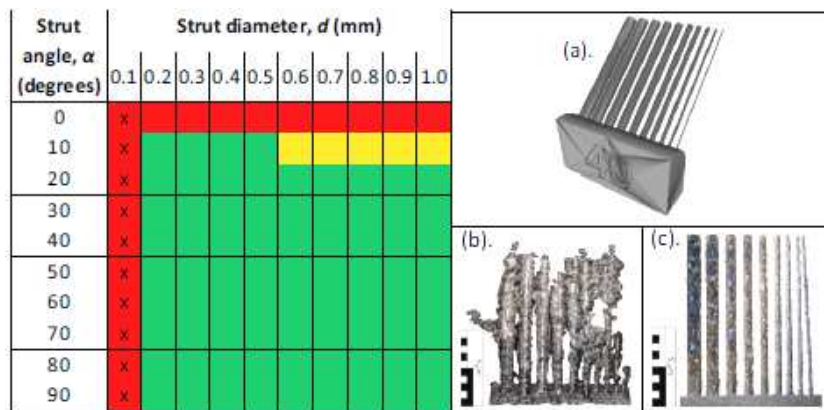 Strut angle, α (degrees)
Strut diameter, d (mm)
0.1 0.2 0.3 0.4 0.5 0.6 0.7 0.8 0.9 1.0
0 x
10 x
20 x
30 x
40 x
50 x
60 x
70 x
80 x
90 x
(a).
40
(b).
(c).